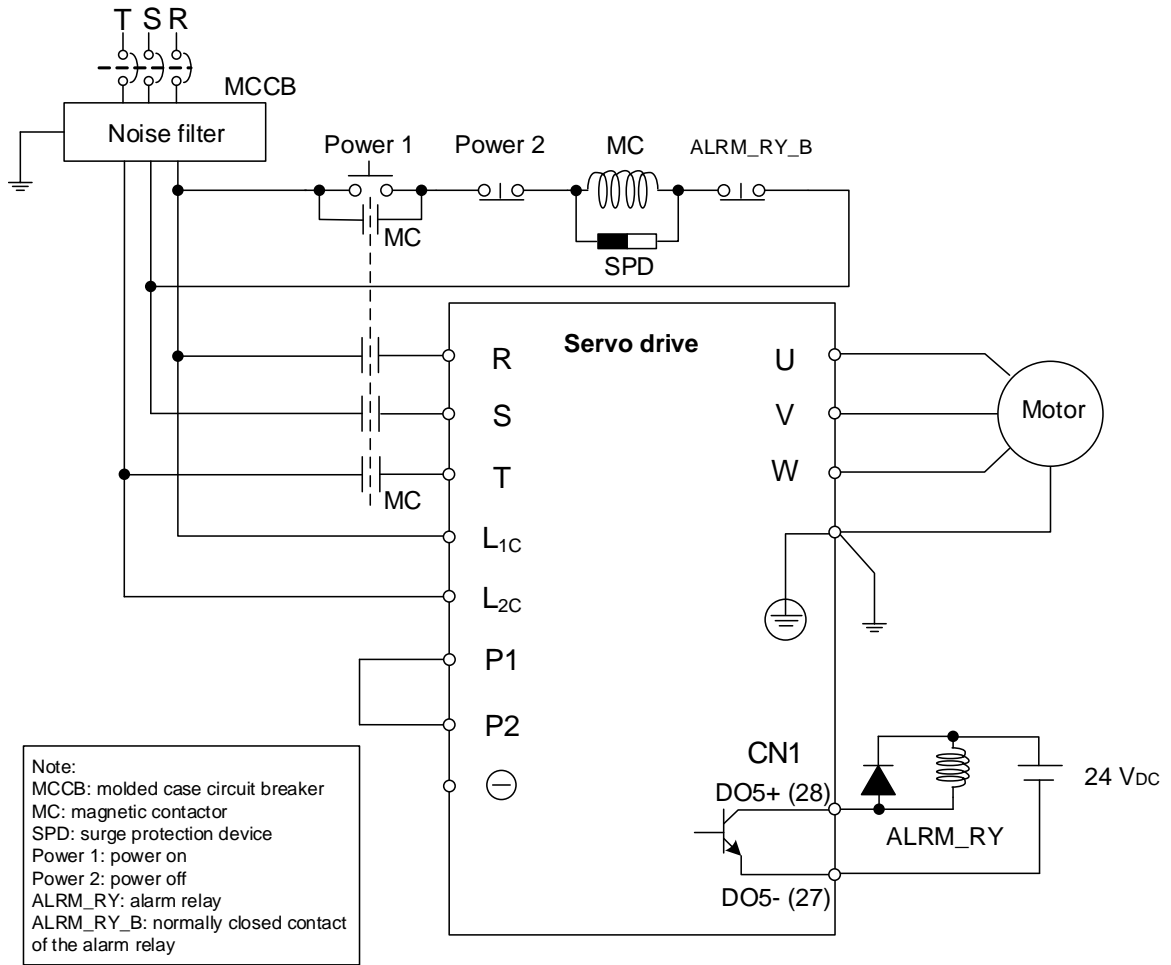 T S R
MCCB
Noise filter
Power 1
Power 2
MC
ALRM_RY_B
MC
SPD
Servo drive
R
U
S
V
Motor
T
W
MC
L1C
L2C
P1
P2
CN1
DO5+ (28)
24 VDC
ALRM_RY
DO5- (27)
Note:
MCCB: molded case circuit breaker
MC: magnetic contactor
SPD: surge protection device
Power 1: power on
Power 2: power off
ALRM_RY: alarm relay
ALRM_RY_B: normally closed contact
of the alarm relay